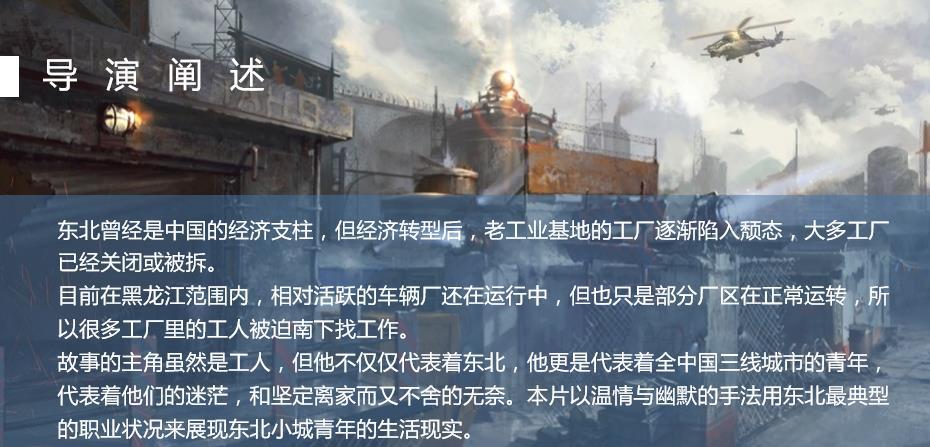 导演阐述
东北曾经是中国的经济支柱，但经济转型后，老工业基地的工厂逐渐陷入颓态，大多工厂
已经关闭或被拆。
目前在黑龙江范围内，相对活跃的车辆厂还在运行中，但也只是部分厂区在正常运转，所
以很多工厂里的工人被迫南下找工作。
故事的主角虽然是工人，但他不仅仅代表着东北，他更是代表着全中国三线城市的青年，
代表着他们的迷茫，和坚定离家而又不舍的无奈。本片以温情与幽默的手法用东北最典型
的职业状况来展现东北小城青年的生活现实。